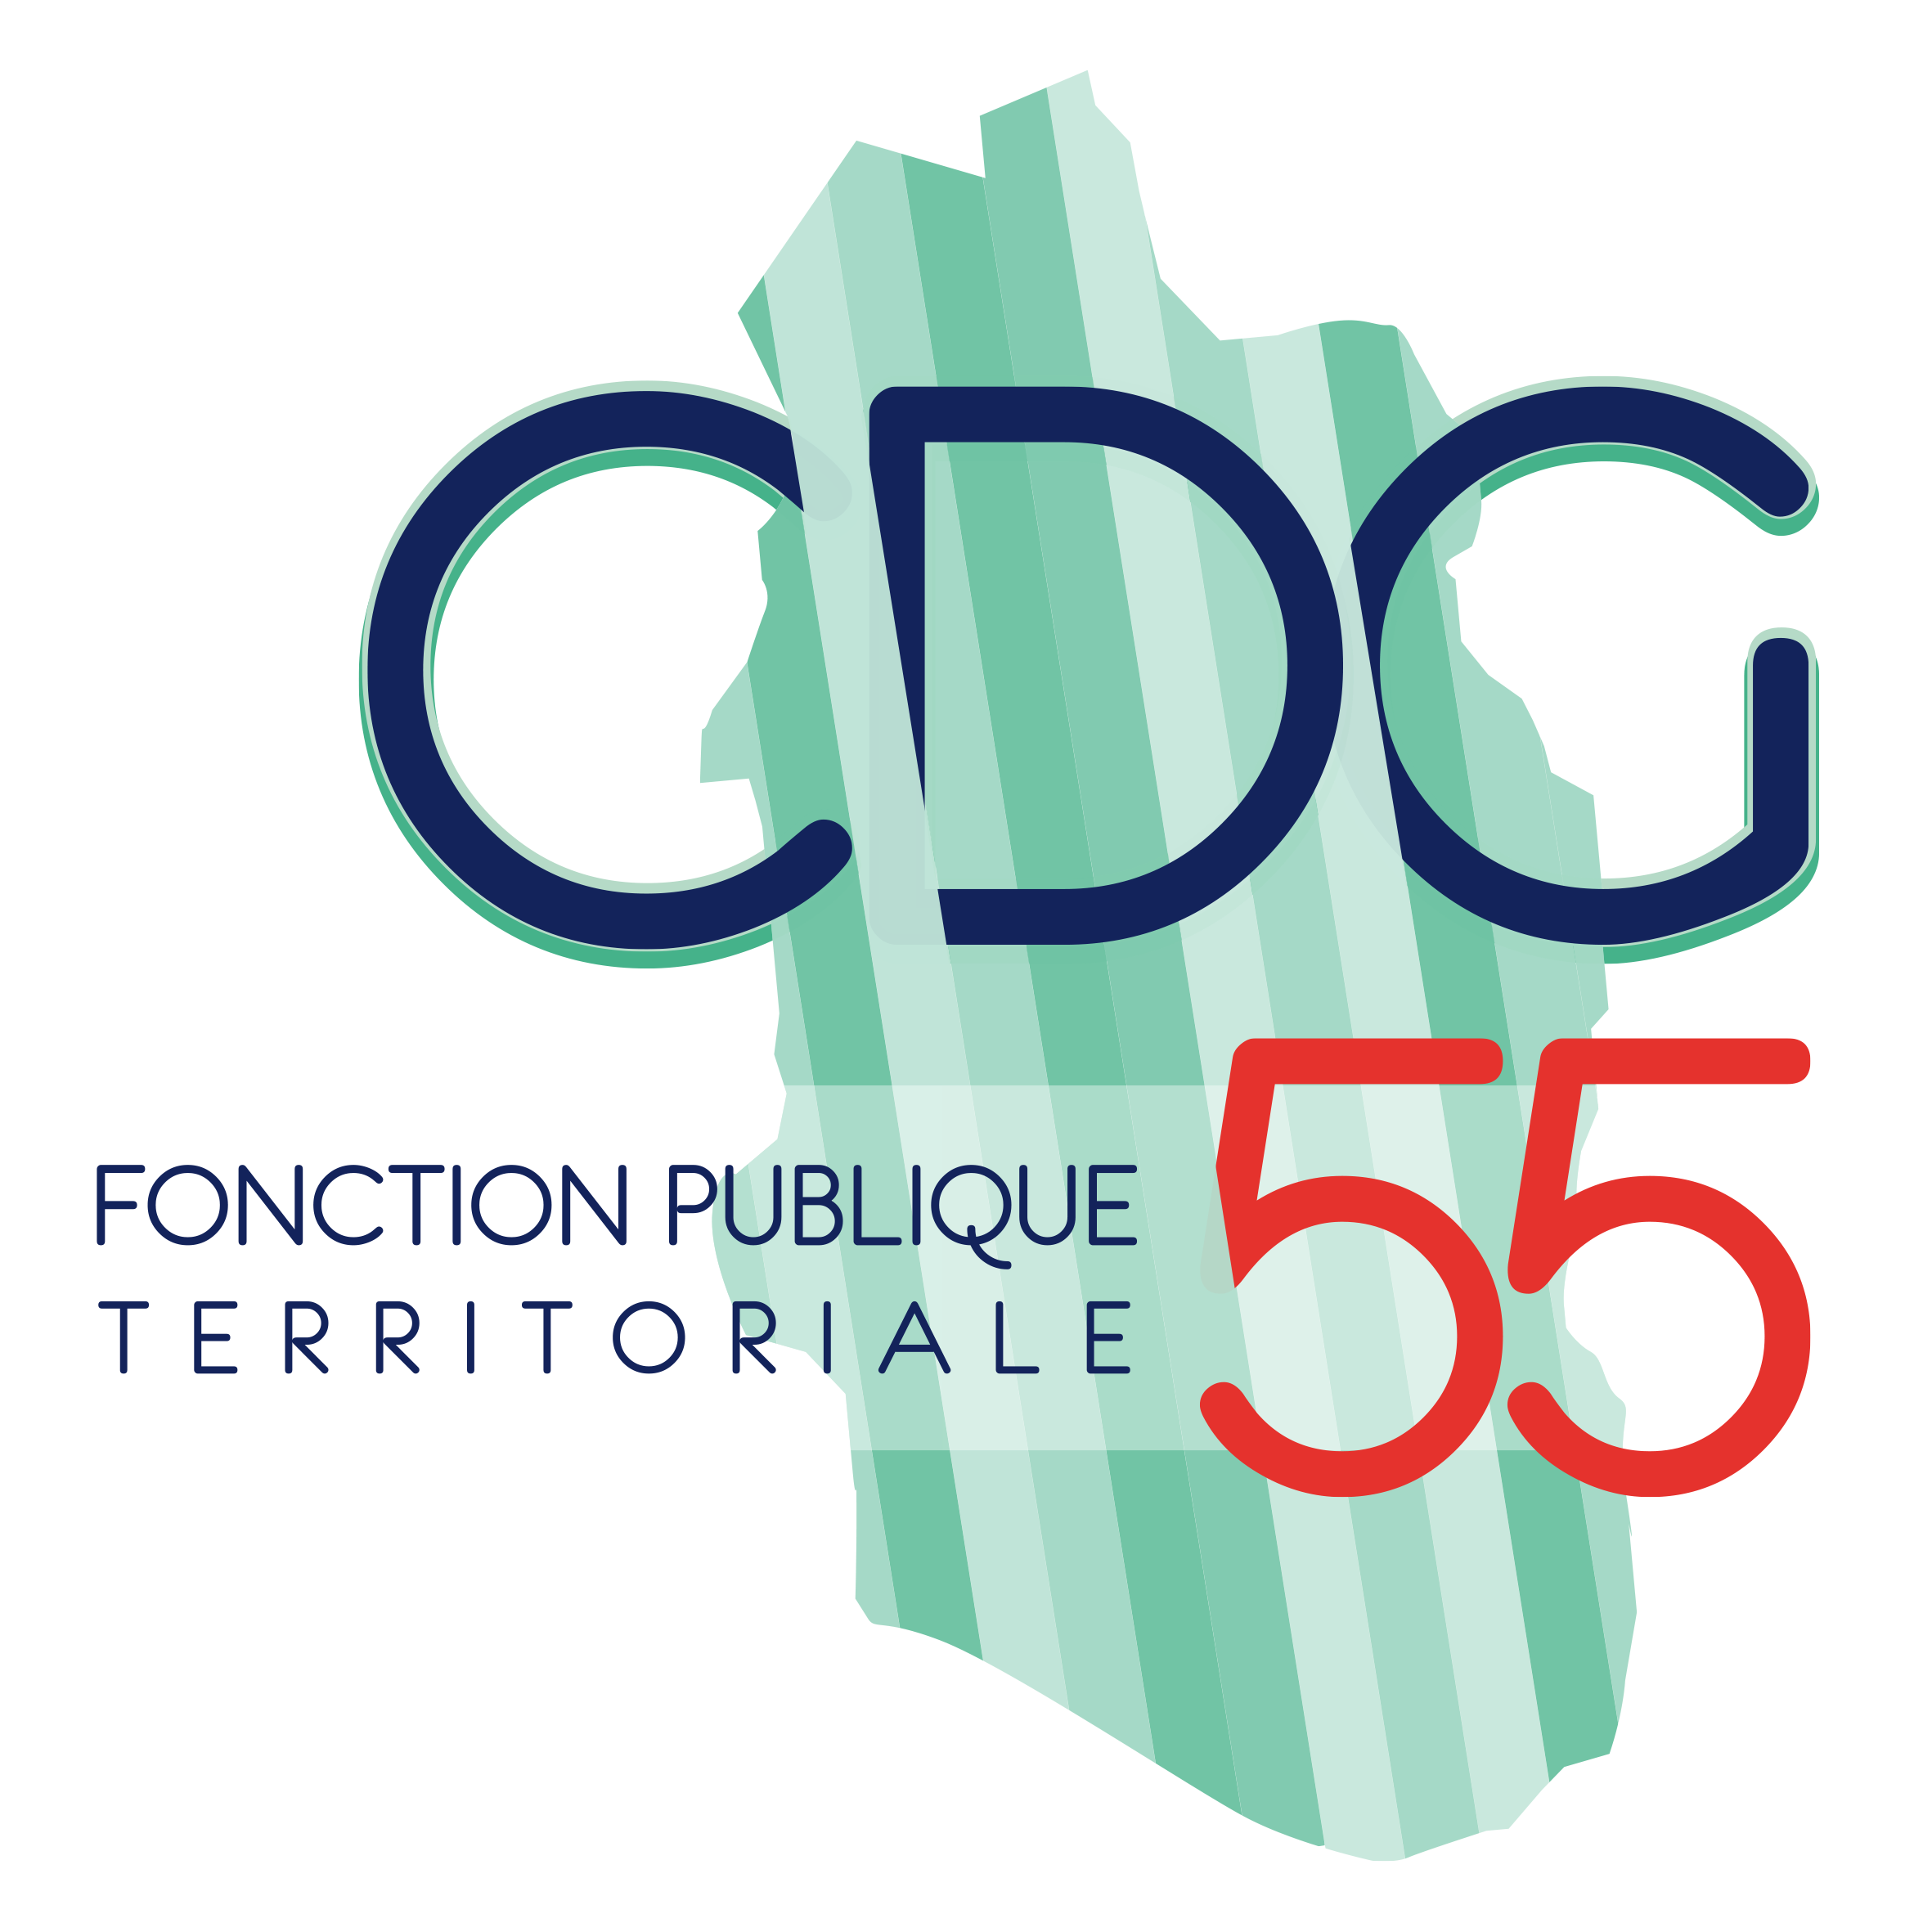 CDG
55
FONCTION PUBLIQUE
TERRITORIALE